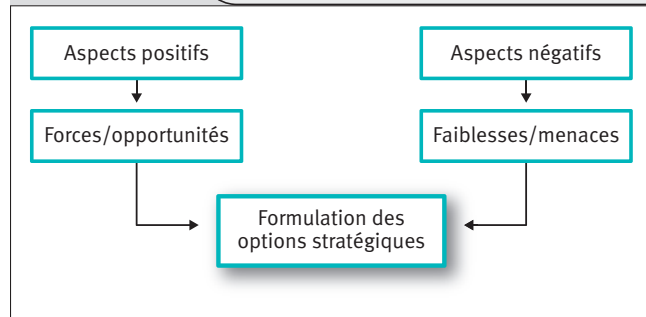 Aspects positifs
Aspects négatifs
Forces/opportunités
Faiblesses/menaces
Formulation des
options stratégiques